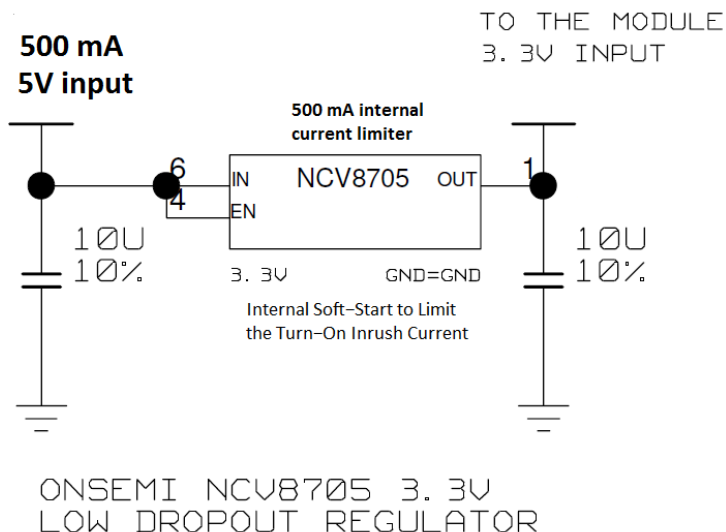 TO THE MODULE
3.3V INPUT
500 mA
5V input
500 mA internal
current limiter
6
4
IN
EN
NCV8705
OUT
1
10U
10%
10U
10%
3.3V
GND=GND
Internal Soft–Start to Limit
the Turn–On Inrush Current
ONSEMI NCV8705 3.3V
LOW DROPOUT REGULATOR